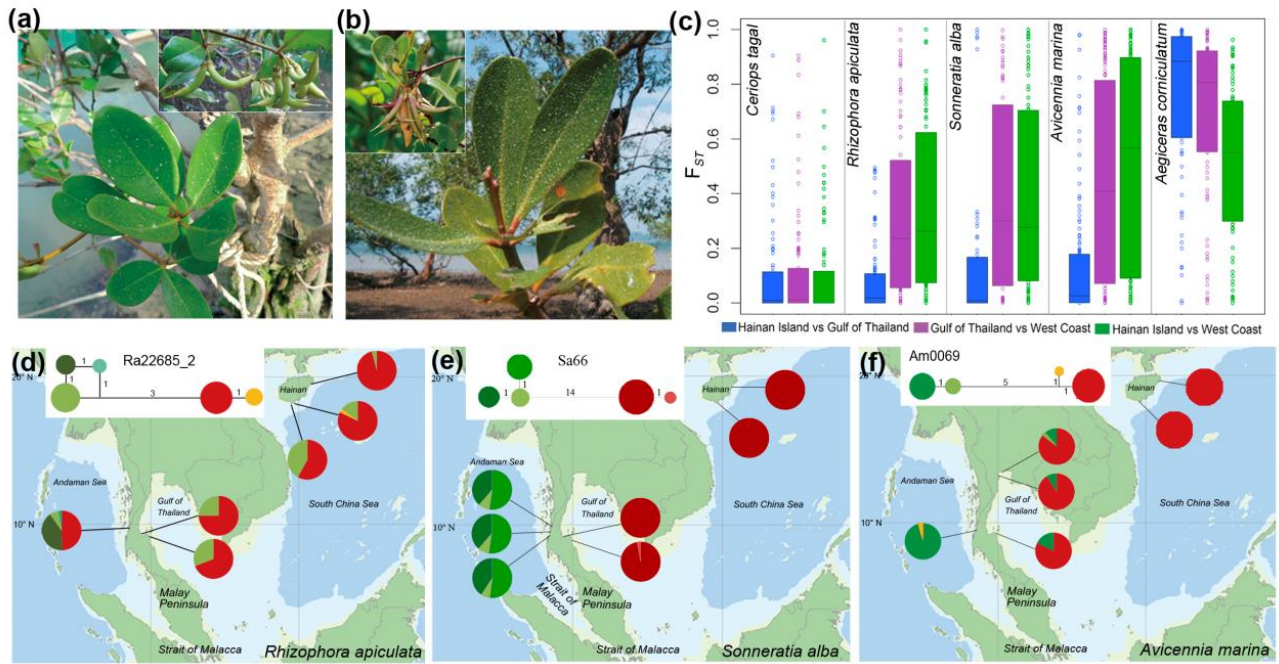 (a)
(b)
(c)
F_ST
1.0
0.8
0.6
0.4
0.2
0.0
Ceriops tagal
Rhizophora apiculata
Sonneratia alba
Avicennia marina
Aegiceras corniculatum
Hainan Island vs Gulf of Thailand
Gulf of Thailand vs West Coast
Hainan Island vs West Coast
(d)
Ra22685_2
1
1
1
3
1
20° N
Hainan
Andaman Sea
Gulf of
Thailand
South China Sea
10° N
Malay
Peninsula
Strait of Malacca
Rhizophora apiculata
(e)
Sa66
1
14
1
20° N
Hainan
Andaman Sea
Gulf of
Thailand
South China Sea
10° N
Strait of
Malacca
Malay
Peninsula
Strait of Malacca
Sonneratia alba
(f)
Am0069
1
5
1
1
20° N
Hainan
Andaman Sea
Gulf of
Thailand
South China Sea
10° N
Malay
Peninsula
Strait of Malacca
Avicennia marina